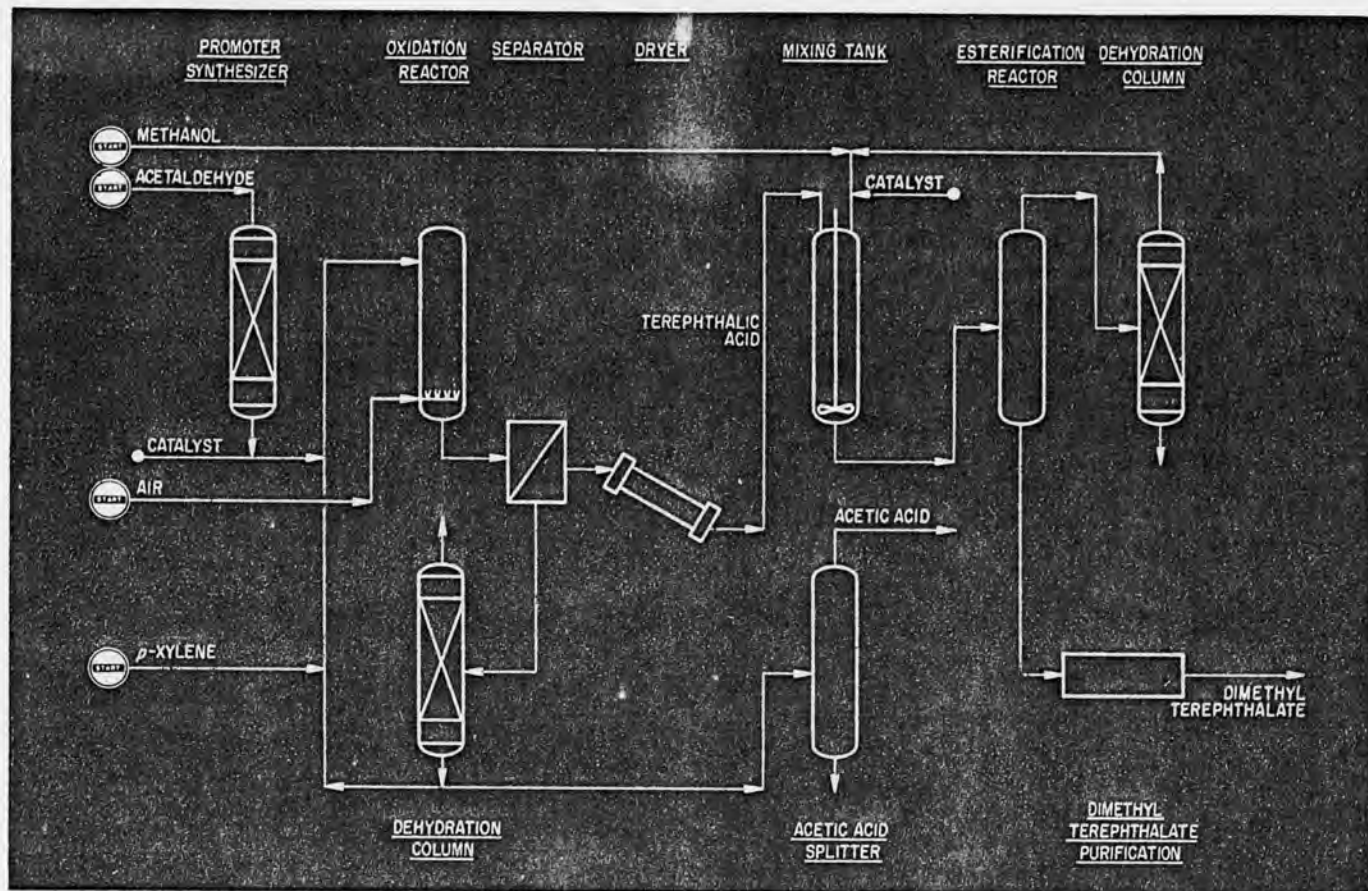 PROMOTER
SYNTHESIZER
OXIDATION
REACTOR
SEPARATOR
DRYER
MIXING TANK
ESTERIFICATION
REACTOR
DEHYDRATION
COLUMN
START
METHANOL
START
ACETALDEHYDE
CATALYST
TEREPHTHALIC
ACID
CATALYST
START
AIR
ACETIC ACID
START
p-XYLENE
DIMETHYL
TEREPHTHALATE
DEHYDRATION
COLUMN
ACETIC ACID
SPLITTER
DIMETHYL
TEREPHTHALATE
PURIFICATION